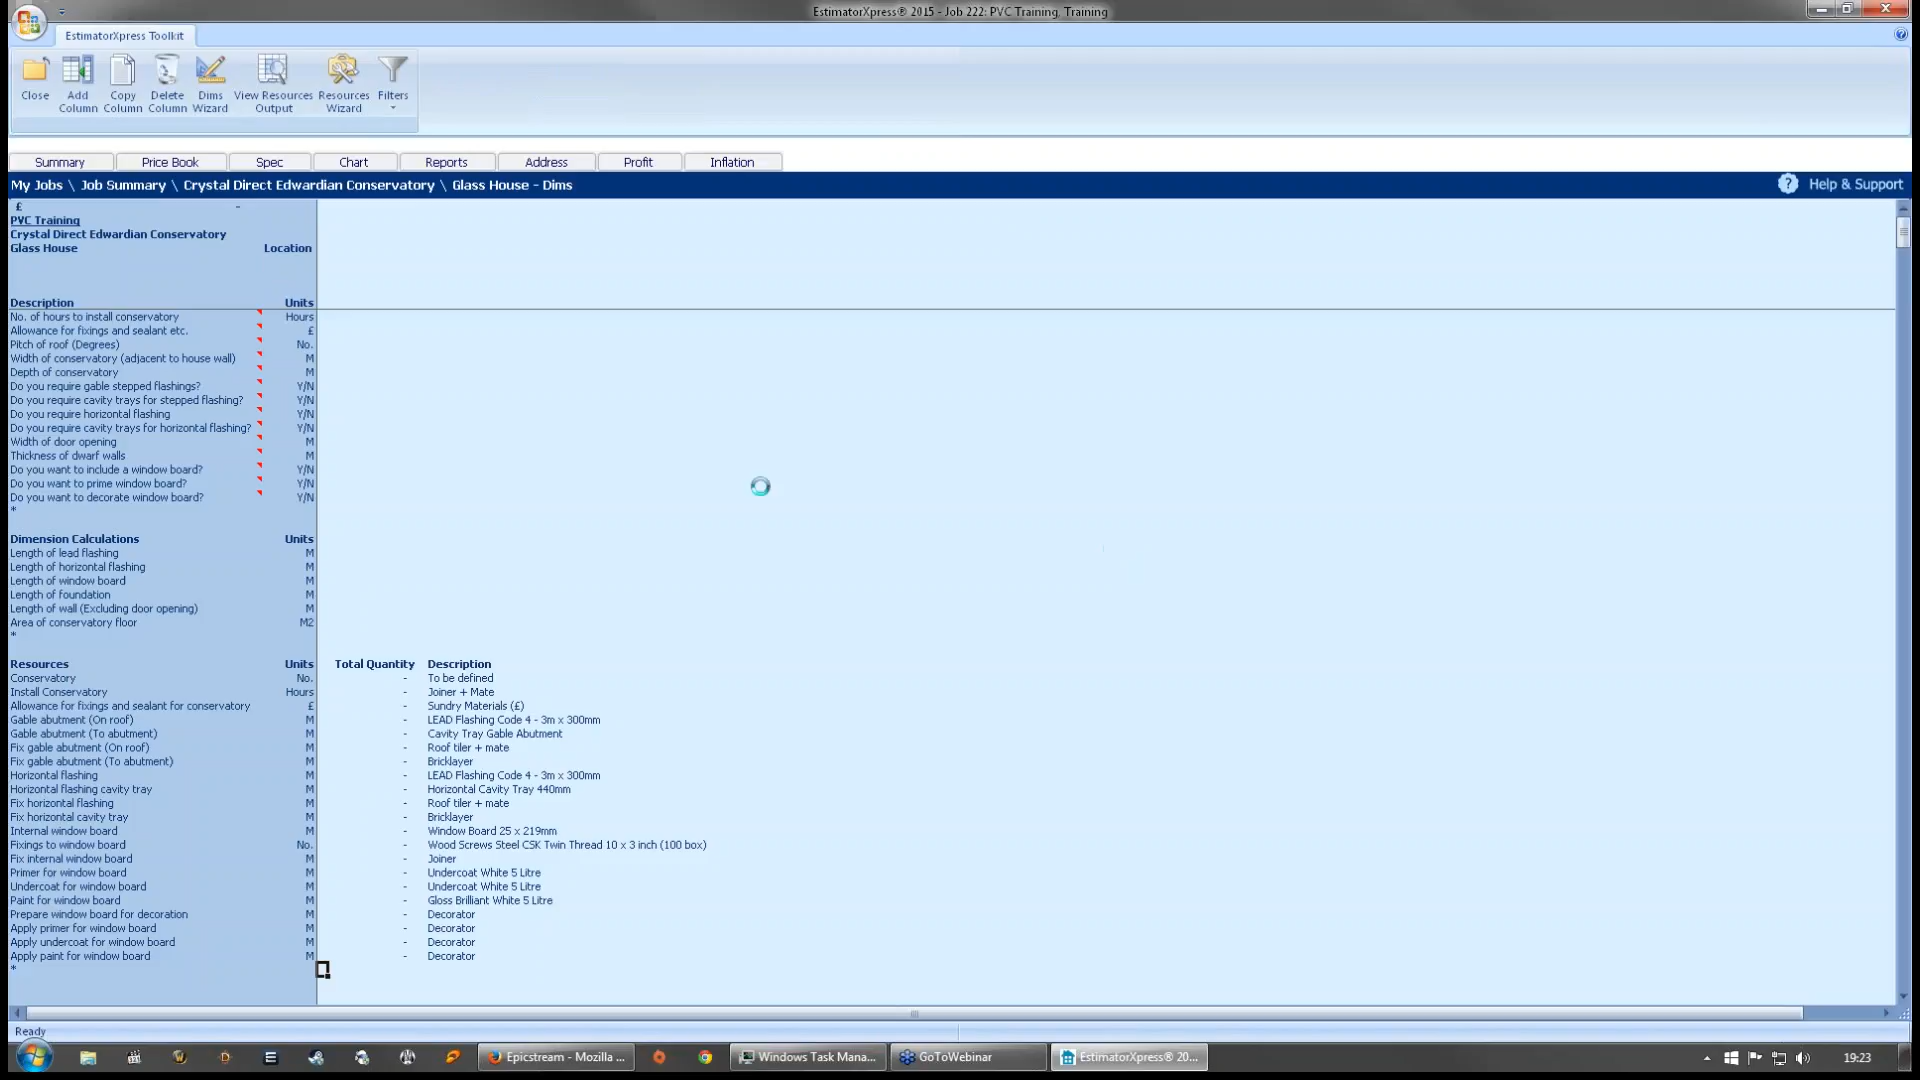 EstimatorXpress® 2015 - Job 222: PVC Training, Training
EstimatorXpress Toolkit
Close
Add Column
Copy Column
Delete Column
Dims Wizard
View Resources Output
Resources Wizard
Filters
Summary Price Book Spec Chart Reports Address Profit Inflation
My Jobs \ Job Summary \ Crystal Direct Edwardian Conservatory \ Glass House - Dims
? Help & Support
£ -
PVC Training
Crystal Direct Edwardian Conservatory
Glass House Location
Description Units
No. of hours to install conservatory Hours
Allowance for fixings and sealant etc. £
Pitch of roof (Degrees) No.
Width of conservatory (adjacent to house wall) M
Depth of conservatory M
Do you require gable stepped flashings? Y/N
Do you require cavity trays for stepped flashing? Y/N
Do you require horizontal flashing Y/N
Do you require cavity trays for horizontal flashing? Y/N
Width of door opening M
Thickness of dwarf walls M
Do you want to include a window board? Y/N
Do you want to prime window board? Y/N
Do you want to decorate window board? Y/N
*
Dimension Calculations Units
Length of lead flashing M
Length of horizontal flashing M
Length of window board M
Length of foundation M
Length of wall (Excluding door opening) M
Area of conservatory floor M2
*
Resources Units Total Quantity Description
Conservatory No. - To be defined
Install Conservatory Hours - Joiner + Mate
Allowance for fixings and sealant for conservatory £ - Sundry Materials (£)
Gable abutment (On roof) M - LEAD Flashing Code 4 - 3m x 300mm
Gable abutment (To abutment) M - Cavity Tray Gable Abutment
Fix gable abutment (On roof) M - Roof tiler + mate
Fix gable abutment (To abutment) M - Bricklayer
Horizontal flashing M - LEAD Flashing Code 4 - 3m x 300mm
Horizontal flashing cavity tray M - Horizontal Cavity Tray 440mm
Fix horizontal flashing M - Roof tiler + mate
Fix horizontal cavity tray M - Bricklayer
Internal window board M - Window Board 25 x 219mm
Fixings to window board No. - Wood Screws Steel CSK Twin Thread 10 x 3 inch (100 box)
Fix internal window board M - Joiner
Primer for window board M - Undercoat White 5 Litre
Undercoat for window board M - Undercoat White 5 Litre
Paint for window board M - Gloss Brilliant White 5 Litre
Prepare window board for decoration M - Decorator
Apply primer for window board M - Decorator
Apply undercoat for window board M - Decorator
Apply paint for window board M - Decorator
*
Ready
Epicstream - Mozilla ... Windows Task Mana... GoToWebinar EstimatorXpress® 20... 19:23